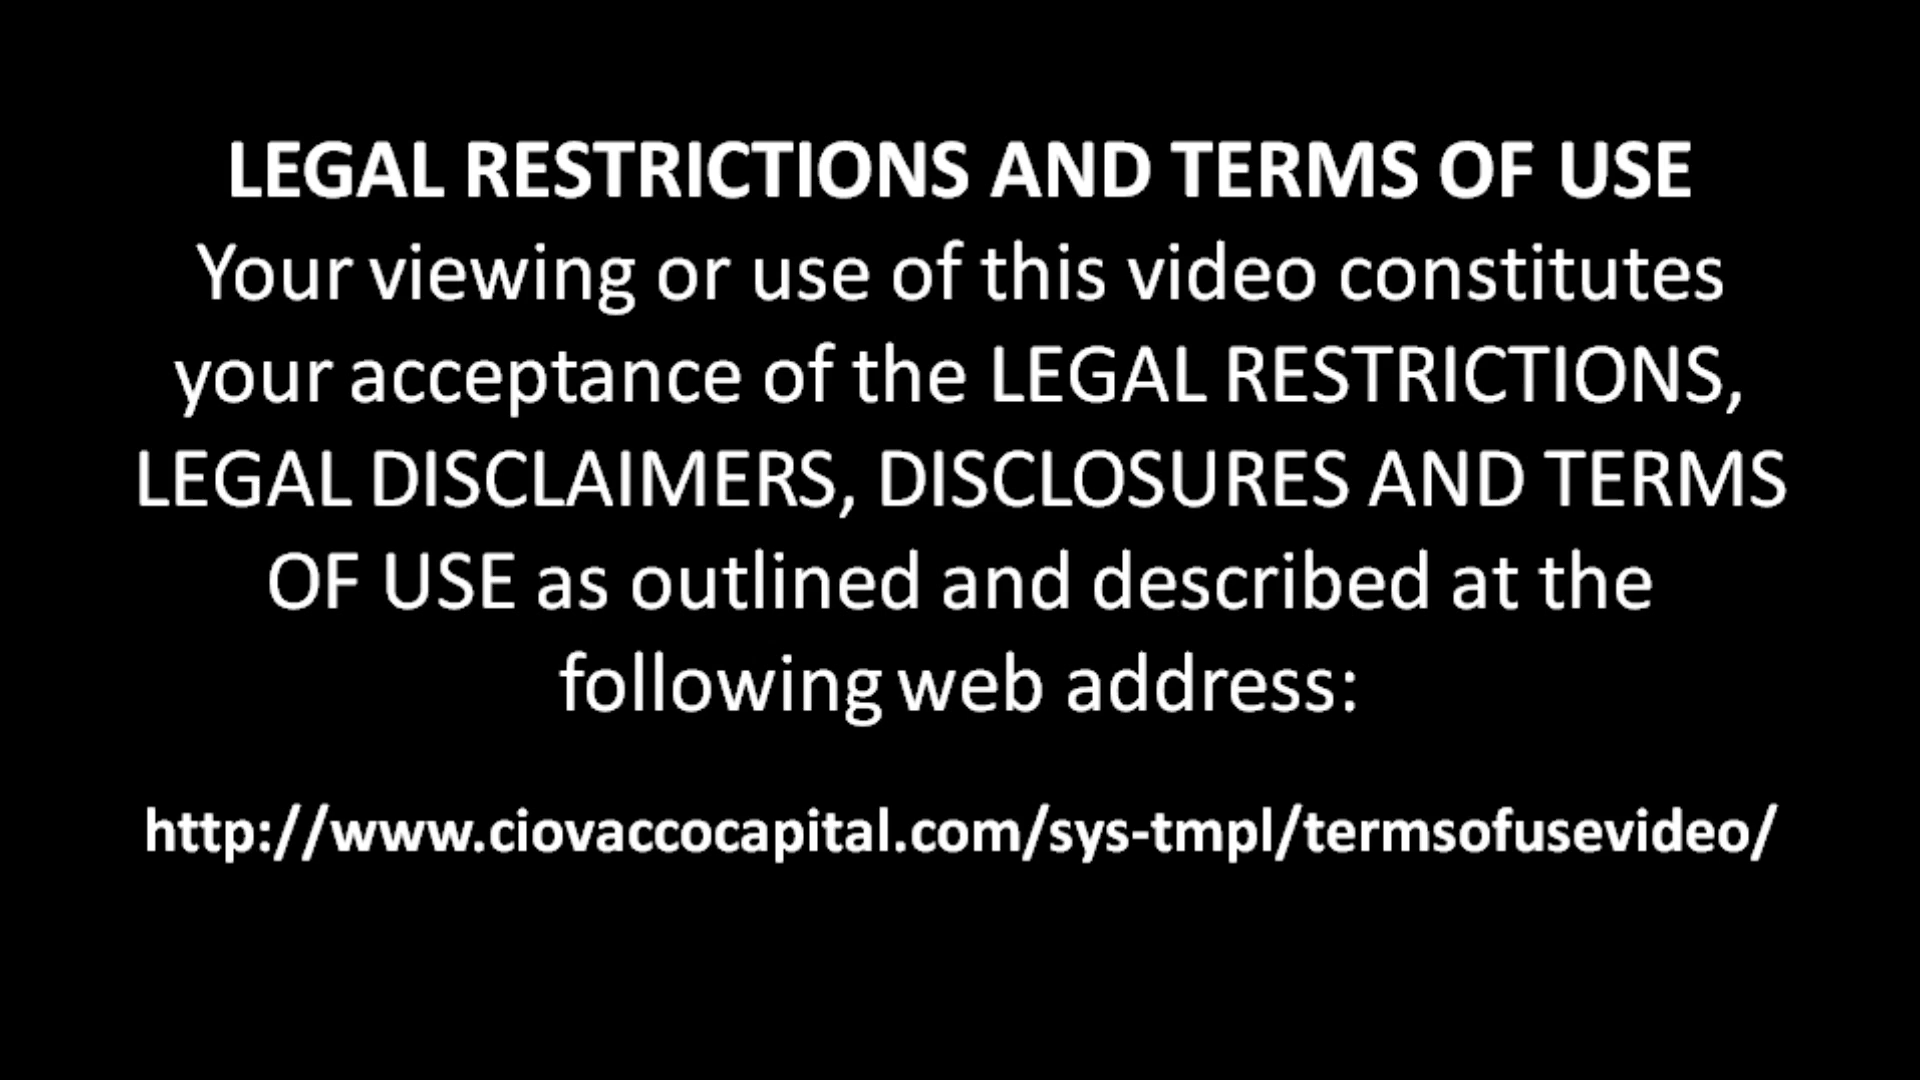 LEGAL RESTRICTIONS AND TERMS OF USE
Your viewing or use of this video constitutes
your acceptance of the LEGAL RESTRICTIONS,
LEGAL DISCLAIMERS, DISCLOSURES AND TERMS
OF USE as outlined and described at the
following web address:
http://www.ciovaccocapital.com/sys-tmpl/termsofusevideo/